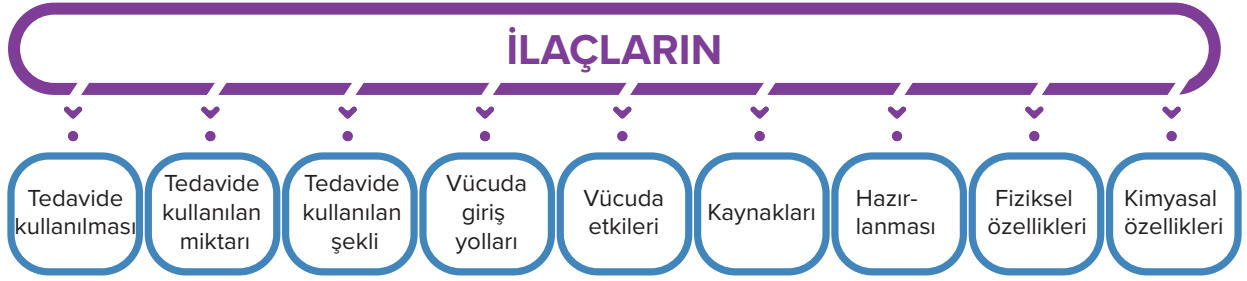 İLAÇLARIN
Tedavide
kullanılması
Tedavide
kullanılan
miktarı
Tedavide
kullanılan
şekli
Vücuda
giriş
yolları
Vücuda
etkileri
Kaynakları
Hazır-
lanması
Fiziksel
özellikleri
Kimyasal
özellikleri